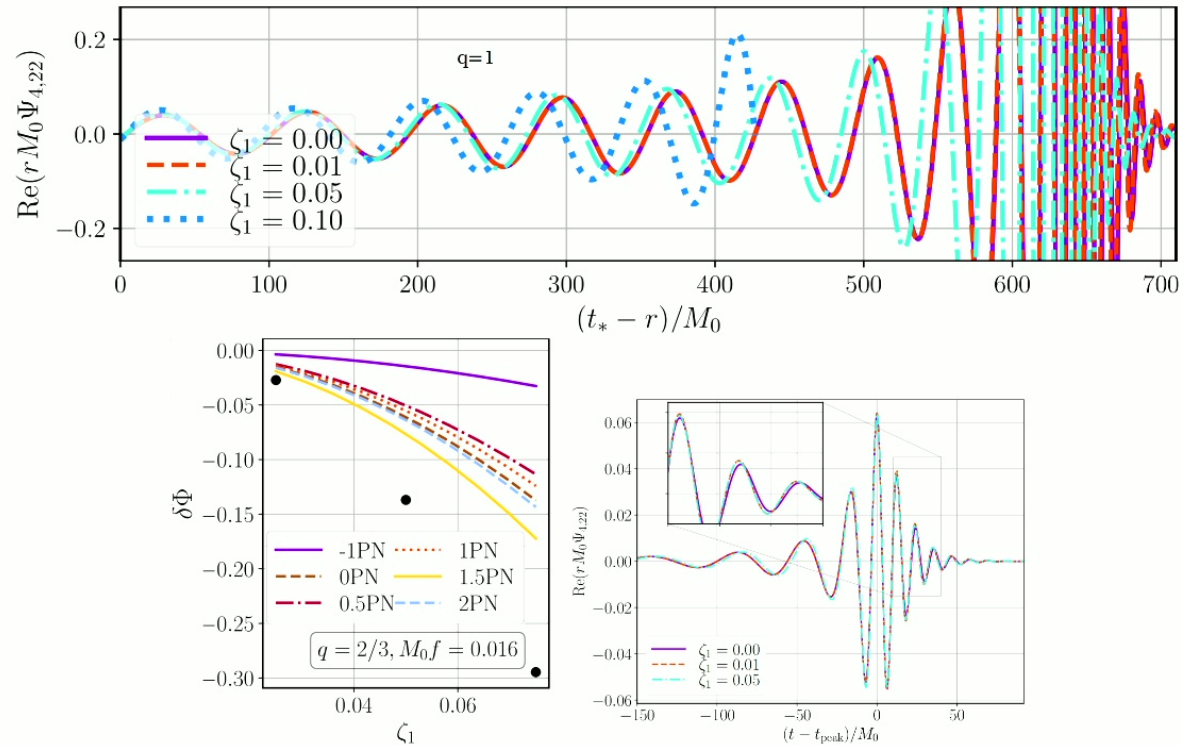 0.2
0.0
−0.2
Re(r M₀Ψ₄,₂₂)
q=1
ζ₁ = 0.00
ζ₁ = 0.01
ζ₁ = 0.05
ζ₁ = 0.10
0 100 200 300 400 500 600 700
(t∗ − r)/M₀
0.00
−0.05
−0.10
−0.15
−0.20
−0.25
−0.30
δΦ
-1PN 1PN
0PN 1.5PN
0.5PN 2PN
q = 2/3, M₀f = 0.016
0.04 0.06
ζ₁
0.06
0.04
0.02
0.00
−0.02
−0.04
−0.06
Re(r M₀Ψ₄,₂₂)
ζ₁ = 0.00
ζ₁ = 0.01
ζ₁ = 0.05
−150 −100 −50 0 50
(t − tpeak)/M₀